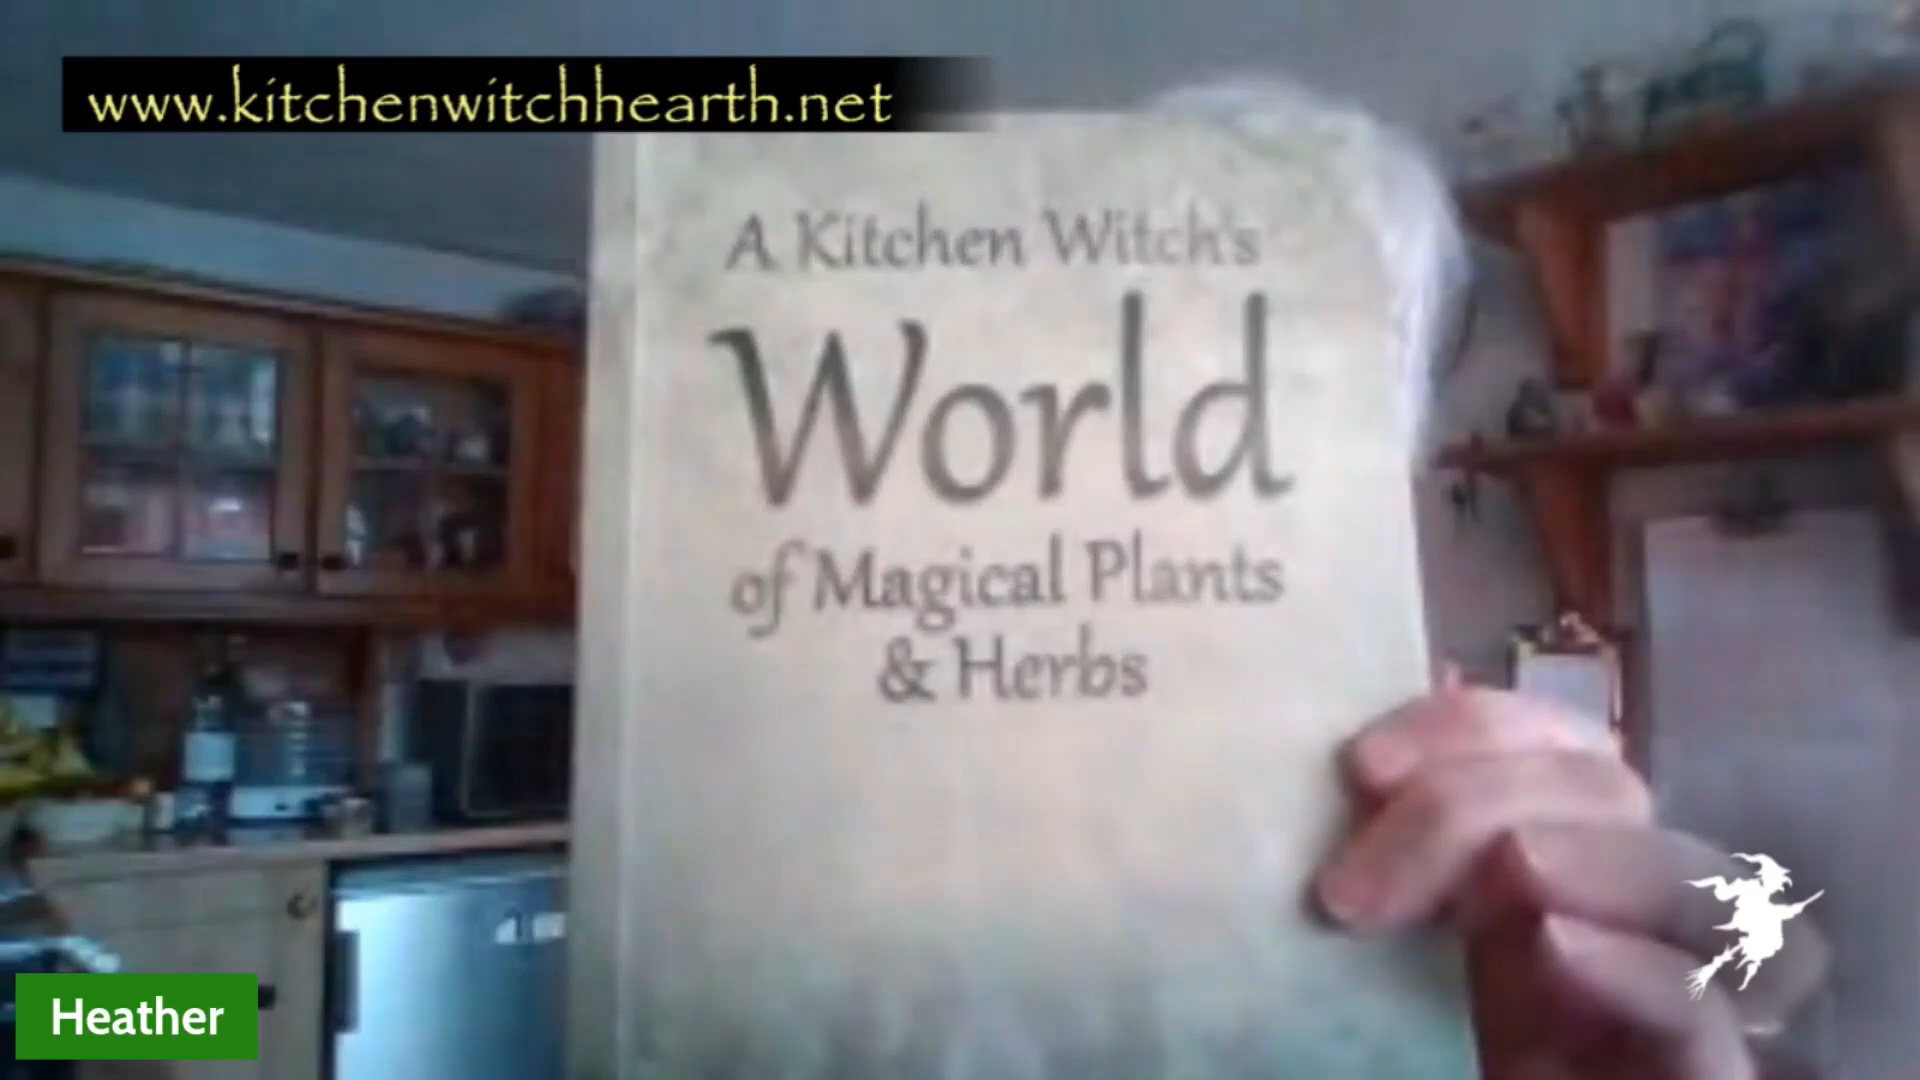 www.kitchenwitchhearth.net
A Kitchen Witch's
World
of Magical Plants
& Herbs
Heather